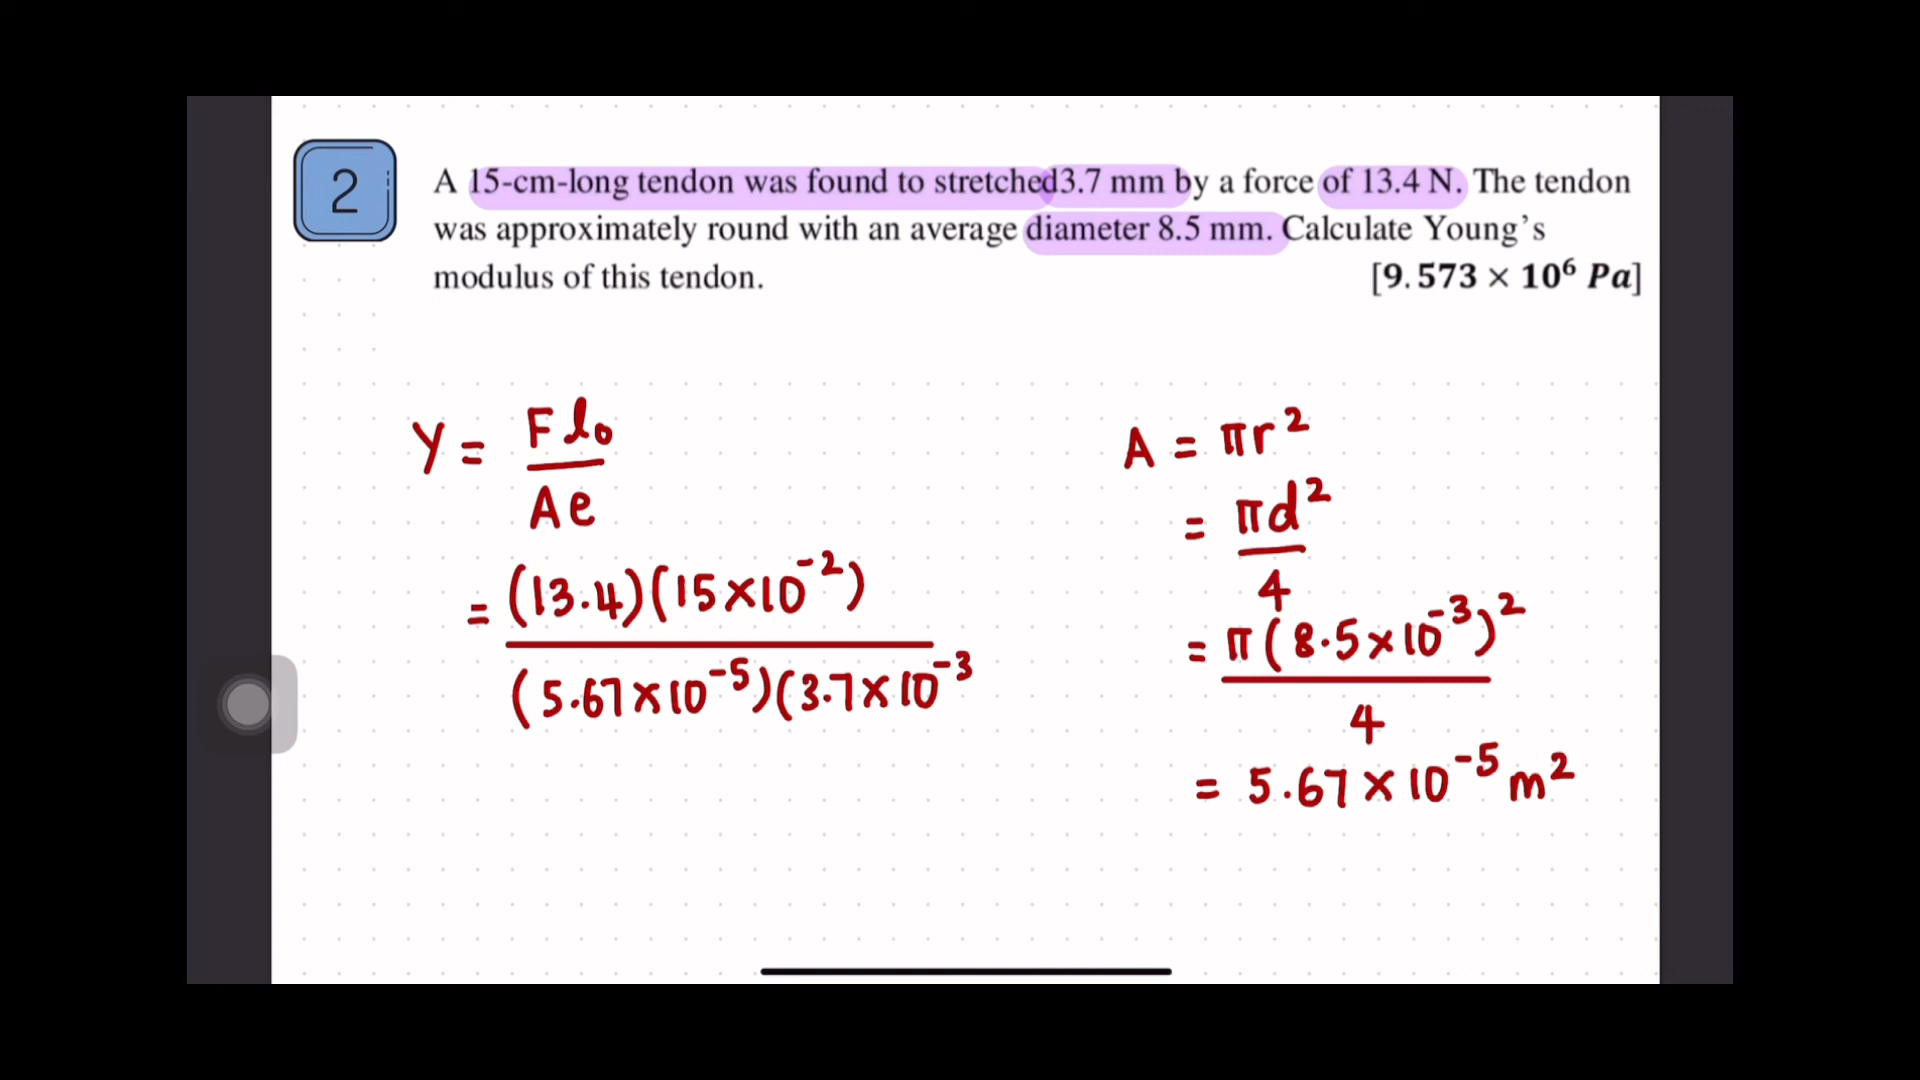 2
A 15-cm-long tendon was found to stretched3.7 mm by a force of 13.4 N. The tendon
was approximately round with an average diameter 8.5 mm. Calculate Young's
modulus of this tendon. [9.573 × 10⁶ Pa]
Y = Fl₀
Ae
= (13.4)(15×10⁻²)
(5.67×10⁻⁵)(3.7×10⁻³
A = πr²
= πd²
4
= π(8.5×10⁻³)²
4
= 5.67×10⁻⁵ m²